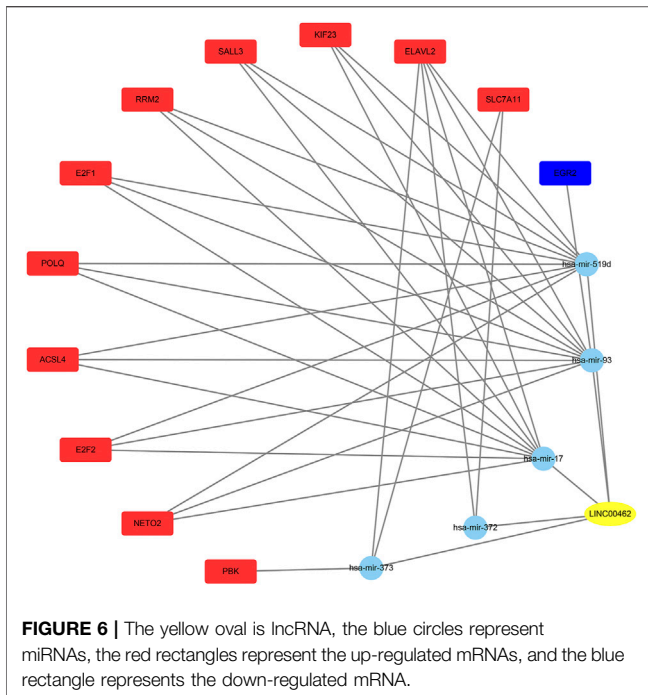 KIF23
SALL3
ELAVL2
RRM2
SLC7A11
E2F1
EGR2
POLQ
hsa-mir-519d
ACSL4
hsa-mir-93
E2F2
hsa-mir-17
NETO2
LINC00462
hsa-mir-372
PBK
hsa-mir-373
FIGURE 6 | The yellow oval is lncRNA, the blue circles represent
miRNAs, the red rectangles represent the up-regulated mRNAs, and the blue
rectangle represents the down-regulated mRNA.